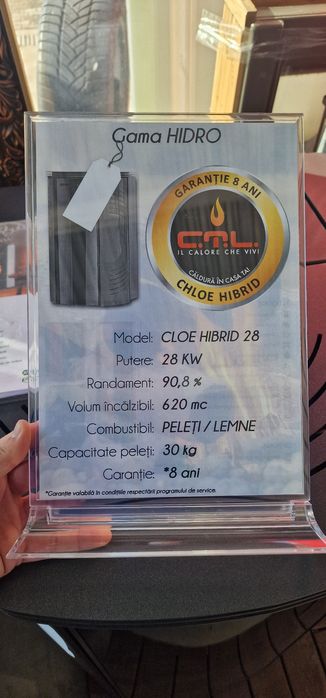 Gama HIDRO
GARANȚIE 8 ANI
C.T.L.
IL CALORE CHE VIVI
CĂLDURĂ ÎN CASA TA!
CHLOE HIBRID
Model: CLOE HIBRID 28
Putere: 28 KW
Randament: 90,8 %
Volum încălzibil: 620 mc
Combustibil: PELEȚI / LEMNE
Capacitate peleți: 30 kg
Garanție: *8 ani
*Garanție valabilă în condițiile respectării programului de service.